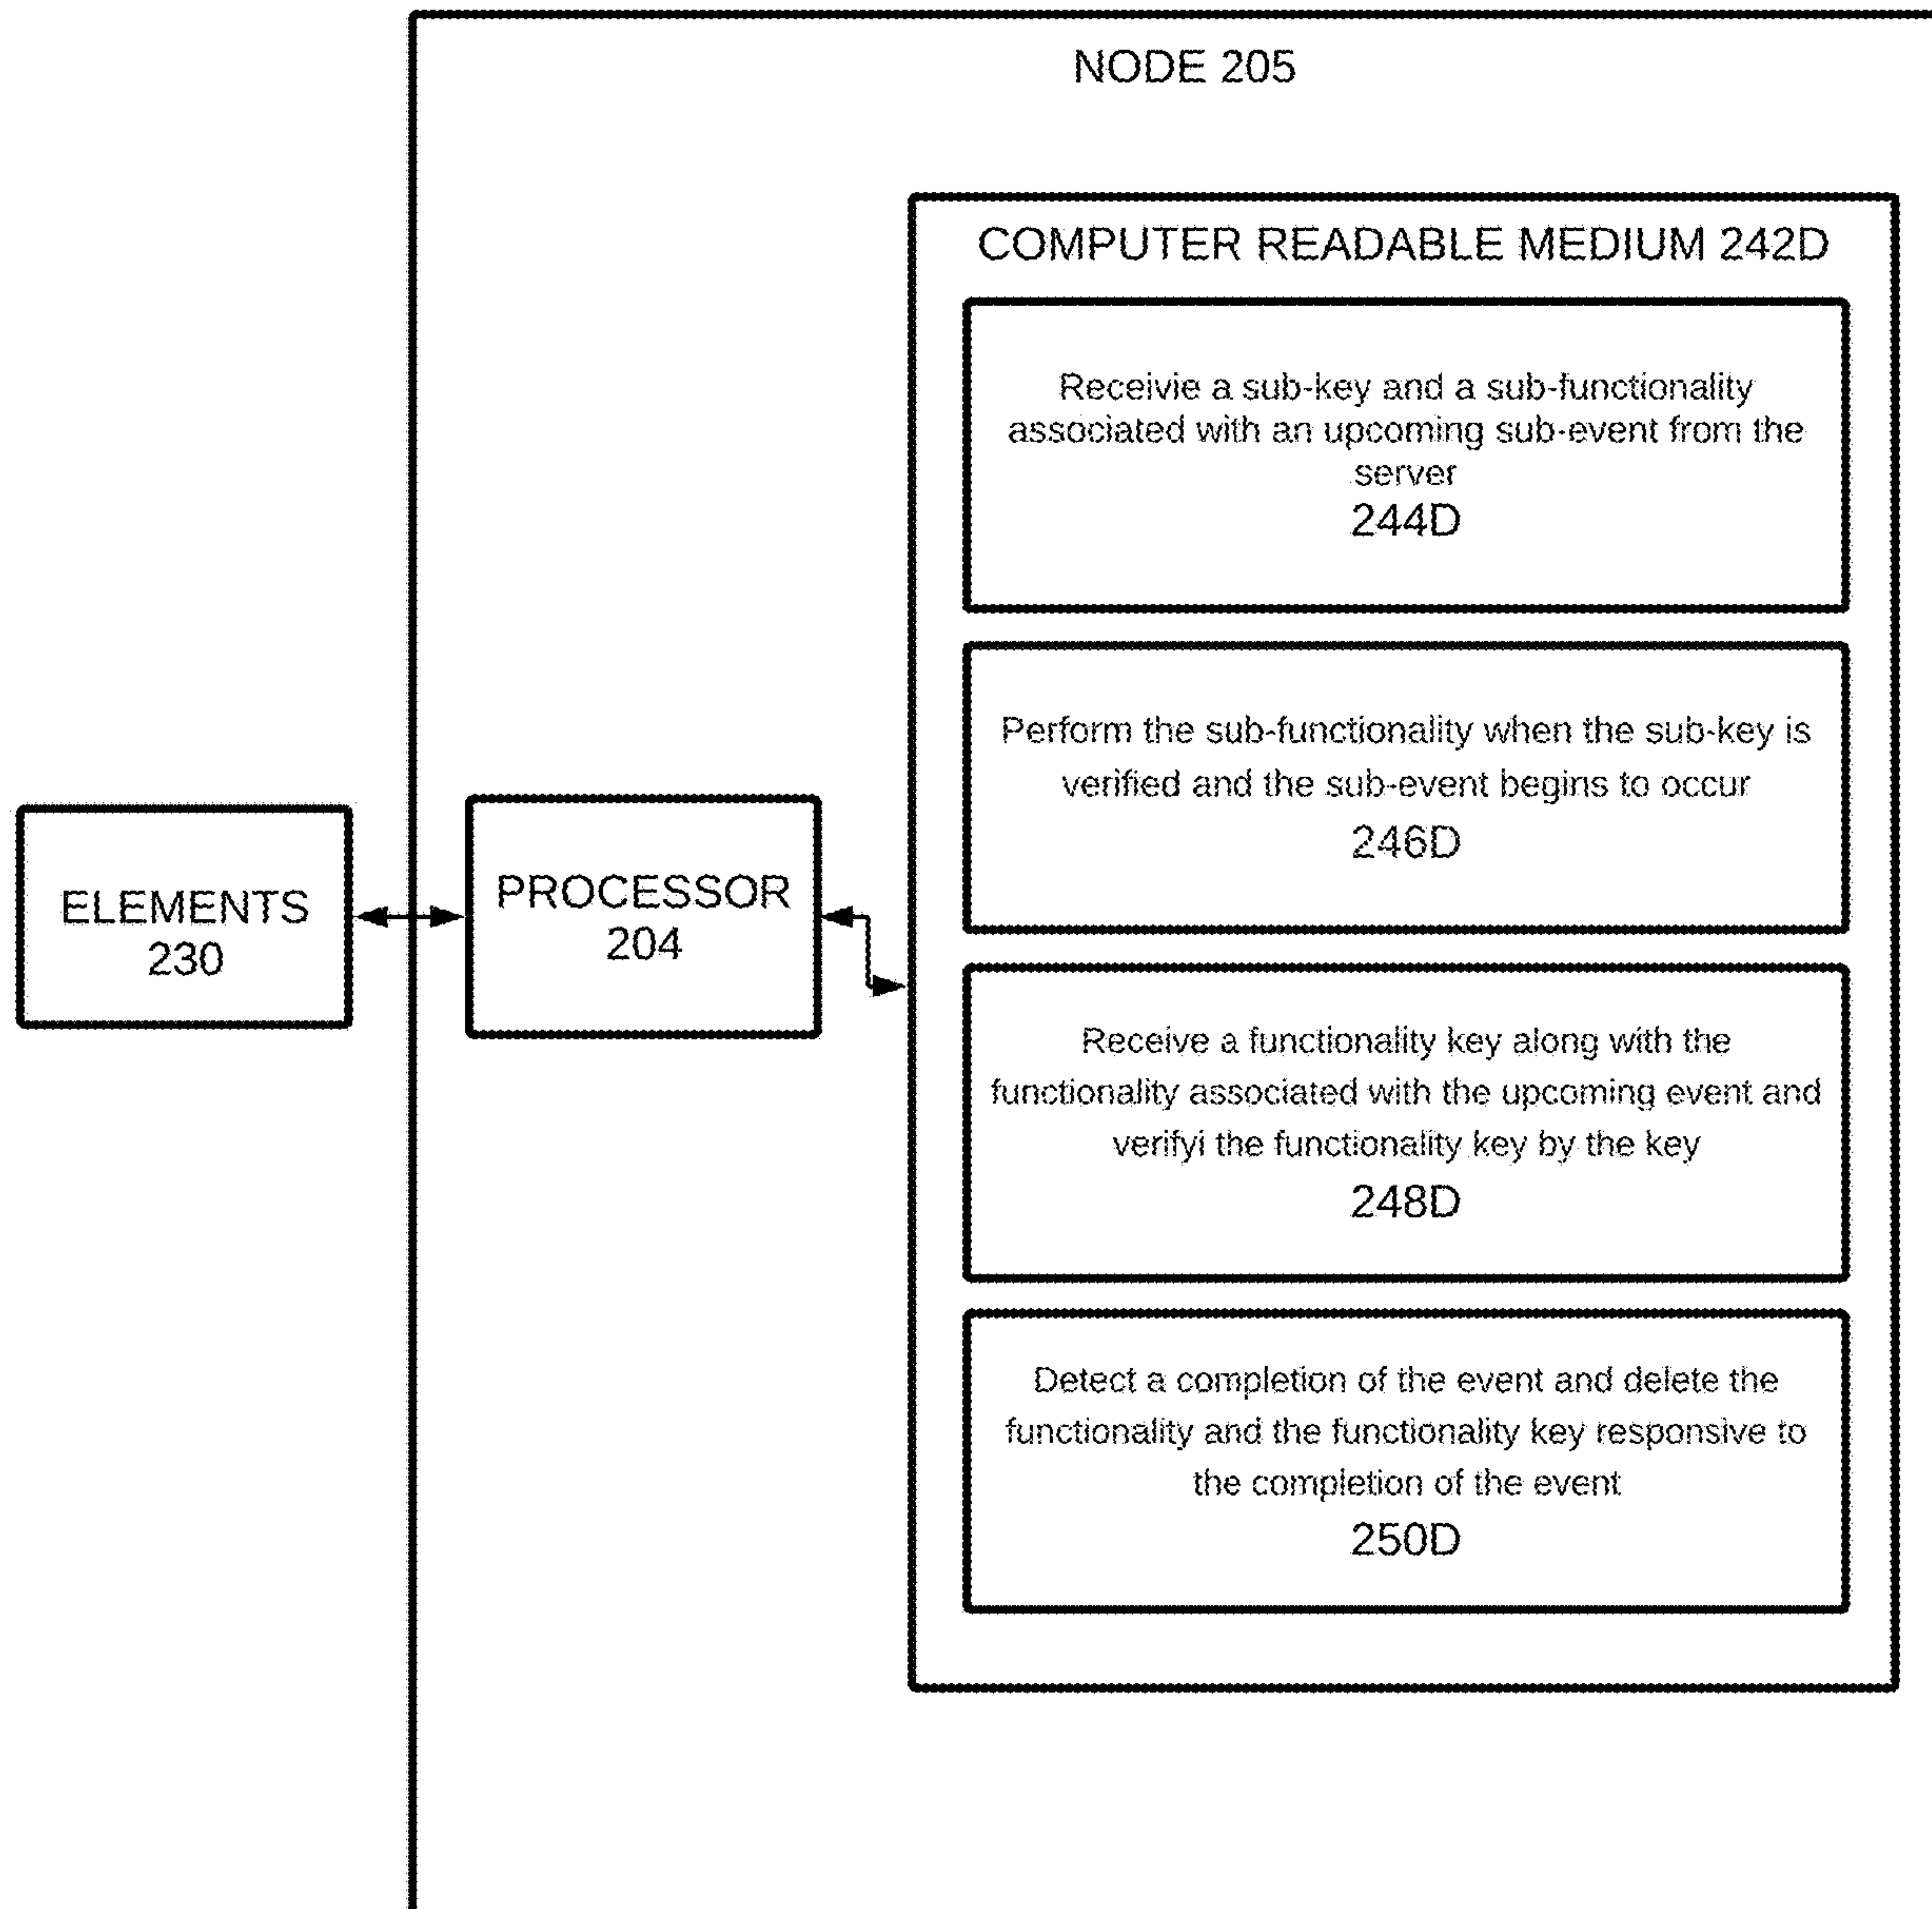 NODE 205
COMPUTER READABLE MEDIUM 242D
Receivie a sub-key and a sub-functionality
associated with an upcoming sub-event from the
server
244D
Perform the sub-functionality when the sub-key is
verified and the sub-event begins to occur
246D
ELEMENTS
230
PROCESSOR
204
Receive a functionality key along with the
functionality associated with the upcoming event and
verifyi the functionality key by the key
248D
Detect a completion of the event and delete the
functionality and the functionality key responsive to
the completion of the event
250D